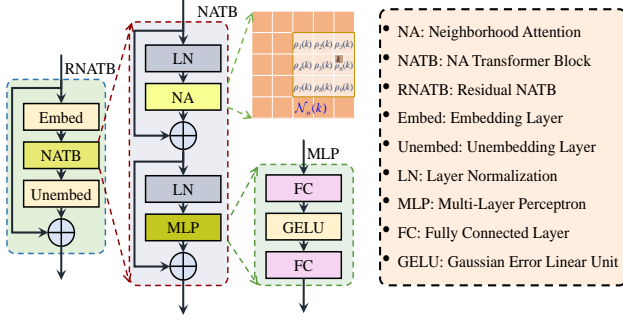 RNATB
Embed
NATB
Unembed
NATB
LN
NA
LN
MLP
ρ₁(k) ρ₂(k) ρ₃(k)
ρ₄(k) ρ₅(k) ρ₆(k)
ρ₇(k) ρ₈(k) ρ₉(k)
𝒩ₙ(k)
MLP
FC
GELU
FC
• NA: Neighborhood Attention
• NATB: NA Transformer Block
• RNATB: Residual NATB
• Embed: Embedding Layer
• Unembed: Unembedding Layer
• LN: Layer Normalization
• MLP: Multi-Layer Perceptron
• FC: Fully Connected Layer
• GELU: Gaussian Error Linear Unit